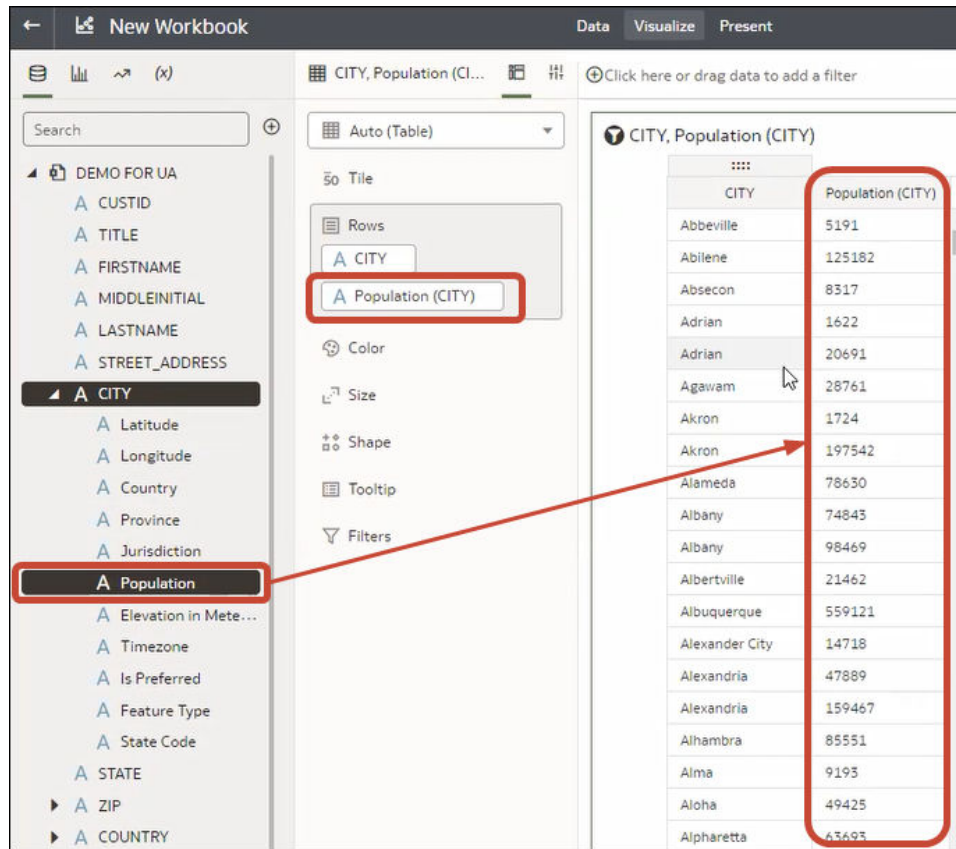 New Workbook
Data Visualize Present
(x)
CITY, Population (CI...
Click here or drag data to add a filter
Search
DEMO FOR UA
A CUSTID
A TITLE
A FIRSTNAME
A MIDDLEINITIAL
A LASTNAME
A STREET_ADDRESS
A CITY
A Latitude
A Longitude
A Country
A Province
A Jurisdiction
A Population
A Elevation in Mete...
A Timezone
A Is Preferred
A Feature Type
A State Code
A STATE
A ZIP
A COUNTRY
Auto (Table)
50 Tile
Rows
A CITY
A Population (CITY)
Color
Size
Shape
Tooltip
Filters
CITY, Population (CITY)
CITY Population (CITY)
Abbeville 5191
Abilene 125182
Absecon 8317
Adrian 1622
Adrian 20691
Agawam 28761
Akron 1724
Akron 197542
Alameda 78630
Albany 74843
Albany 98469
Albertville 21462
Albuquerque 559121
Alexander City 14718
Alexandria 47889
Alexandria 159467
Alhambra 85551
Alma 9193
Aloha 49425
Alpharetta 63693